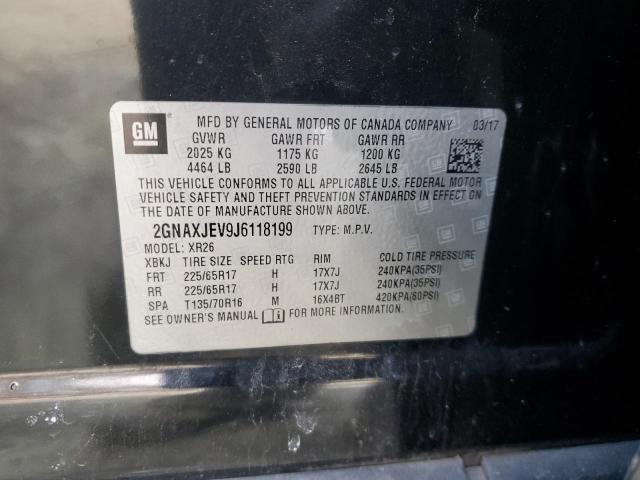 GM MFD BY GENERAL MOTORS OF CANADA COMPANY 03/17
GVWR GAWR FRT GAWR RR
2025 KG 1175 KG 1200 KG
4464 LB 2590 LB 2645 LB
THIS VEHICLE CONFORMS TO ALL APPLICABLE U.S. FEDERAL MOTOR
VEHICLE SAFETY AND THEFT PREVENTION STANDARDS IN EFFECT ON
THE DATE OF MANUFACTURE SHOWN ABOVE.
2GNAXJEV9J6118199 TYPE: M.P.V.
MODEL: XR26
XBKJ TIRE SIZE SPEED RTG RIM COLD TIRE PRESSURE
FRT 225/65R17 H 17X7J 240KPA(35PSI)
RR 225/65R17 H 17X7J 240KPA(35PSI)
SPA T135/70R16 M 16X4BT 420KPA(60PSI)
SEE OWNER'S MANUAL FOR MORE INFORMATION.